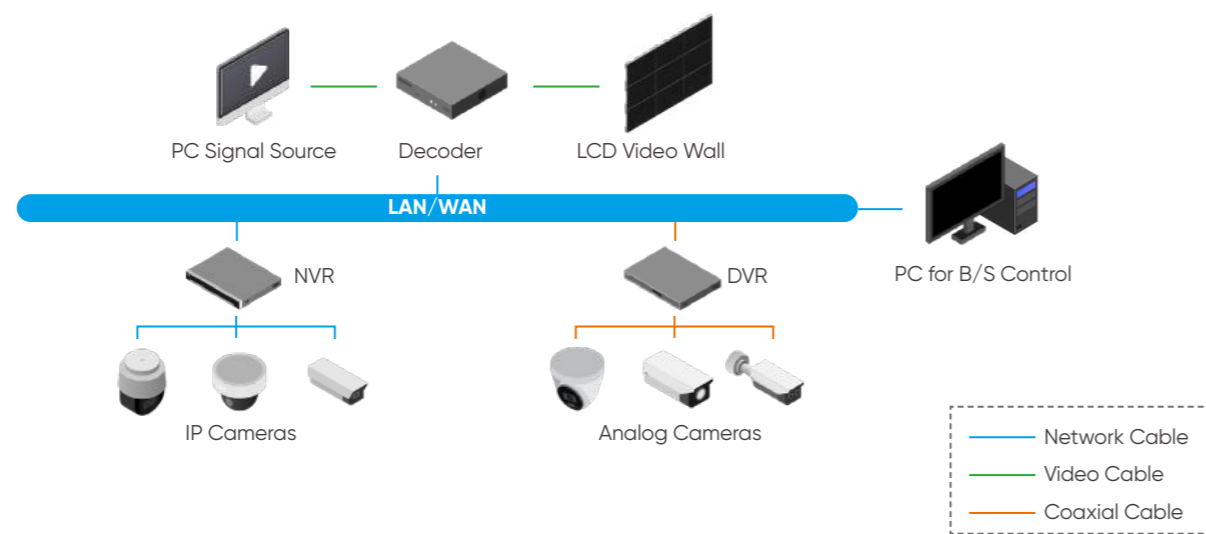 PC Signal Source
Decoder
LCD Video Wall
LAN/WAN
NVR
DVR
PC for B/S Control
IP Cameras
Analog Cameras
Network Cable
Video Cable
Coaxial Cable